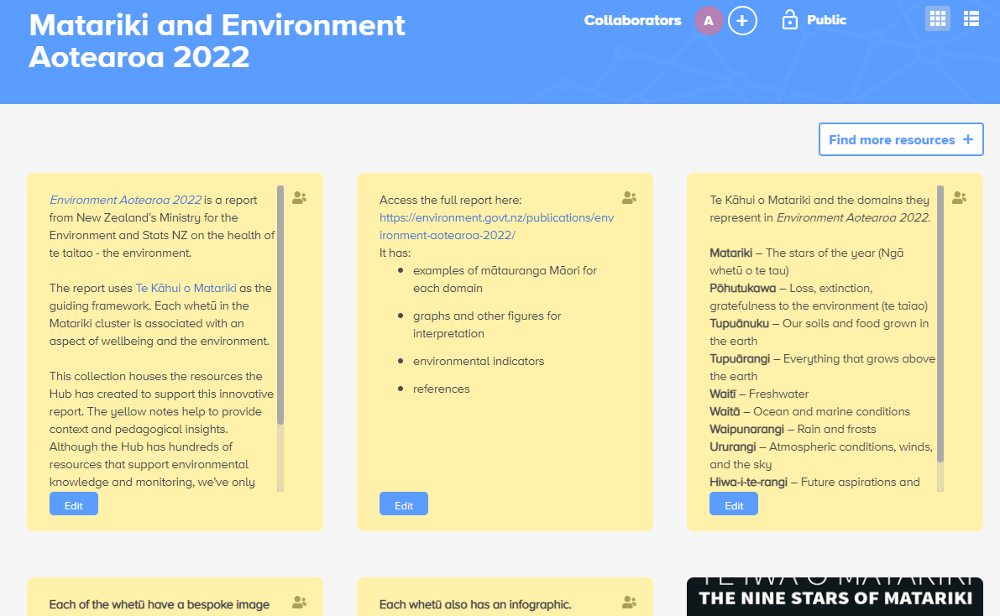 Matariki and Environment
Aotearoa 2022
Collaborators
A
Public
Find more resources +
Environment Aotearoa 2022 is a report
from New Zealand's Ministry for the
Environment and Stats NZ on the health of
te taitao - the environment.
The report uses Te Kāhui o Matariki as the
guiding framework. Each whetū in the
Matariki cluster is associated with an
aspect of wellbeing and the environment.
This collection houses the resources the
Hub has created to support this innovative
report. The yellow notes help to provide
context and pedagogical insights.
Although the Hub has hundreds of
resources that support environmental
knowledge and monitoring, we've only
Edit
Access the full report here:
https://environment.govt.nz/publications/env
ironment-aotearoa-2022/
It has:
• examples of mātauranga Māori for
each domain
• graphs and other figures for
interpretation
• environmental indicators
• references
Edit
Te Kāhui o Matariki and the domains they
represent in Environment Aotearoa 2022.
Matariki – The stars of the year (Ngā
whetū o te tau)
Pōhutukawa – Loss, extinction,
gratefulness to the environment (te taiao)
Tupuānuku – Our soils and food grown in
the earth
Tupuārangi – Everything that grows above
the earth
Waitī – Freshwater
Waitā – Ocean and marine conditions
Waipunarangi – Rain and frosts
Ururangi – Atmospheric conditions, winds,
and the sky
Hiwa-i-te-rangi – Future aspirations and
Edit
Each of the whetū have a bespoke image
Each whetū also has an infographic.
TE IWA O MATARIKI
THE NINE STARS OF MATARIKI